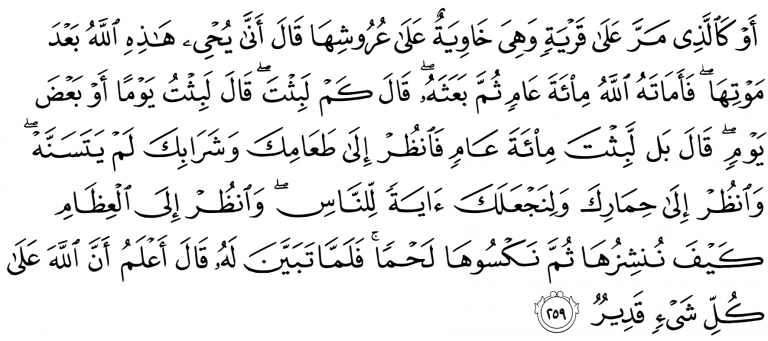 أَوْ كَٱلَّذِى مَرَّ عَلَىٰ قَرْيَةٍ وَهِىَ خَاوِيَةٌ عَلَىٰ عُرُوشِهَا قَالَ أَنَّىٰ يُحْىِۦ هَـٰذِهِ ٱللَّهُ بَعْدَ
مَوْتِهَا ۖ فَأَمَاتَهُ ٱللَّهُ مِا۟ئَةَ عَامٍ ثُمَّ بَعَثَهُۥ ۖ قَالَ كَمْ لَبِثْتَ ۖ قَالَ لَبِثْتُ يَوْمًا أَوْ بَعْضَ
يَوْمٍ ۖ قَالَ بَل لَّبِثْتَ مِا۟ئَةَ عَامٍ فَٱنظُرْ إِلَىٰ طَعَامِكَ وَشَرَابِكَ لَمْ يَتَسَنَّهْ ۖ
وَٱنظُرْ إِلَىٰ حِمَارِكَ وَلِنَجْعَلَكَ ءَايَةً لِّلنَّاسِ ۖ وَٱنظُرْ إِلَى ٱلْعِظَامِ
كَيْفَ نُنشِزُهَا ثُمَّ نَكْسُوهَا لَحْمًا ۚ فَلَمَّا تَبَيَّنَ لَهُۥ قَالَ أَعْلَمُ أَنَّ ٱللَّهَ عَلَىٰ
كُلِّ شَىْءٍ قَدِيرٌ ٢٥٩